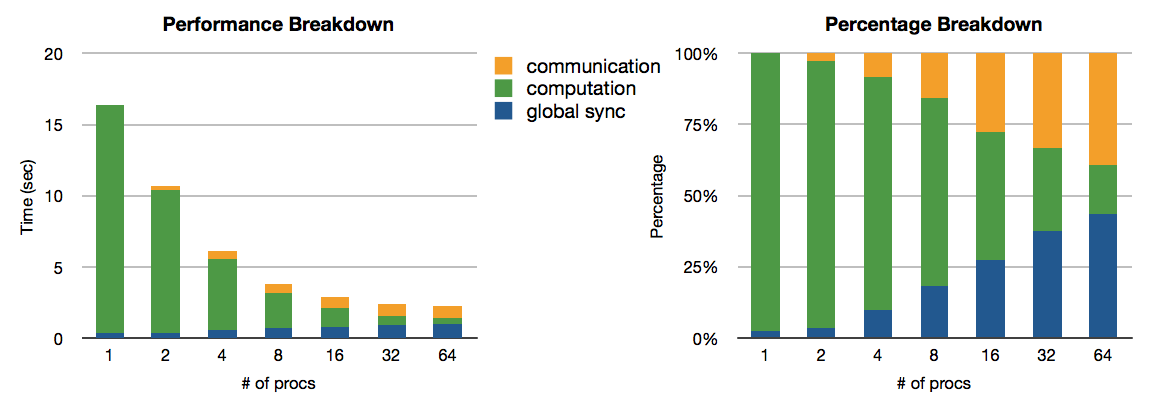 Performance Breakdown
20
15
10
5
0
Time (sec)
1 2 4 8 16 32 64
# of procs
communication
computation
global sync
Percentage Breakdown
100%
75%
50%
25%
0%
Percentage
1 2 4 8 16 32 64
# of procs